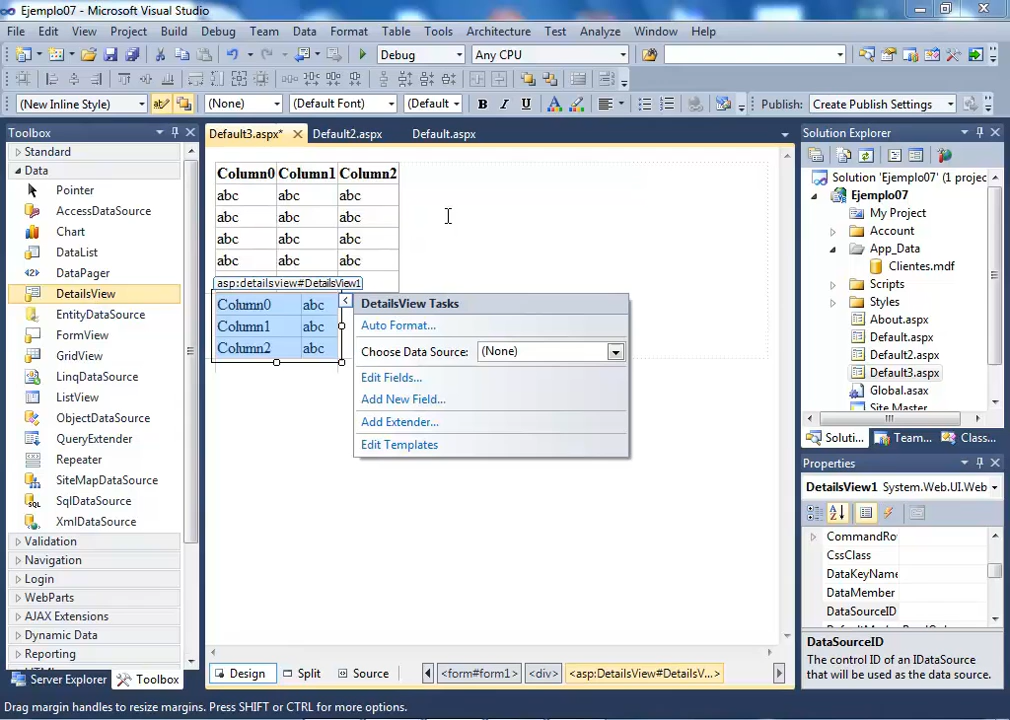 Ejemplo07 - Microsoft Visual Studio
File Edit View Project Build Debug Team Data Format Table Tools Architecture Test Analyze Window Help
Debug Any CPU
(New Inline Style) (None) (Default Font) (Default Publish: Create Publish Settings
Toolbox
Standard
Data
Pointer
AccessDataSource
Chart
DataList
DataPager
DetailsView
EntityDataSource
FormView
GridView
LinqDataSource
ListView
ObjectDataSource
QueryExtender
Repeater
SiteMapDataSource
SqlDataSource
XmlDataSource
Validation
Navigation
Login
WebParts
AJAX Extensions
Dynamic Data
Reporting
Server Explorer Toolbox
Default3.aspx* Default2.aspx Default.aspx
Column0 Column1 Column2
abc abc abc
abc abc abc
abc abc abc
abc abc abc
asp:detailsview#DetailsView1
Column0 abc
Column1 abc
Column2 abc
DetailsView Tasks
Auto Format...
Choose Data Source: (None)
Edit Fields...
Add New Field...
Add Extender...
Edit Templates
Design Split Source <form#form1> <div> <asp:DetailsView#DetailsV...>
Solution Explorer
Solution 'Ejemplo07' (1 projec
Ejemplo07
My Project
Account
App_Data
Clientes.mdf
Scripts
Styles
About.aspx
Default.aspx
Default2.aspx
Default3.aspx
Global.asax
Site Master
Soluti... Team... Class...
Properties
DetailsView1 System.Web.UI.Web
CommandRo
CssClass
DataKeyName
DataMember
DataSourceID
DataSourceID
The control ID of an IDataSource
that will be used as the data source.
Drag margin handles to resize margins. Press SHIFT or CTRL for more options.